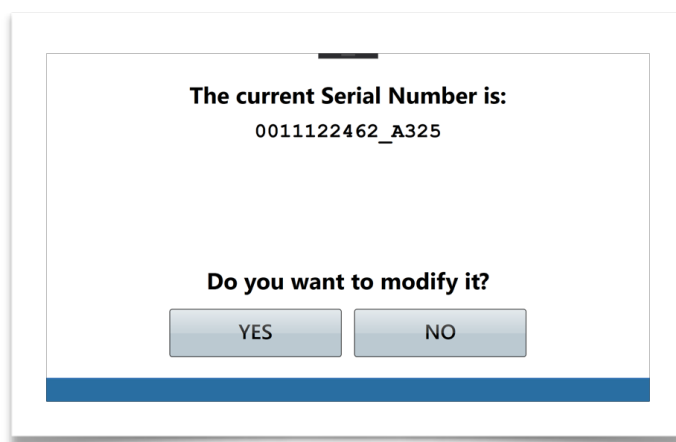 The current Serial Number is:
0011122462_A325
Do you want to modify it?
YES NO